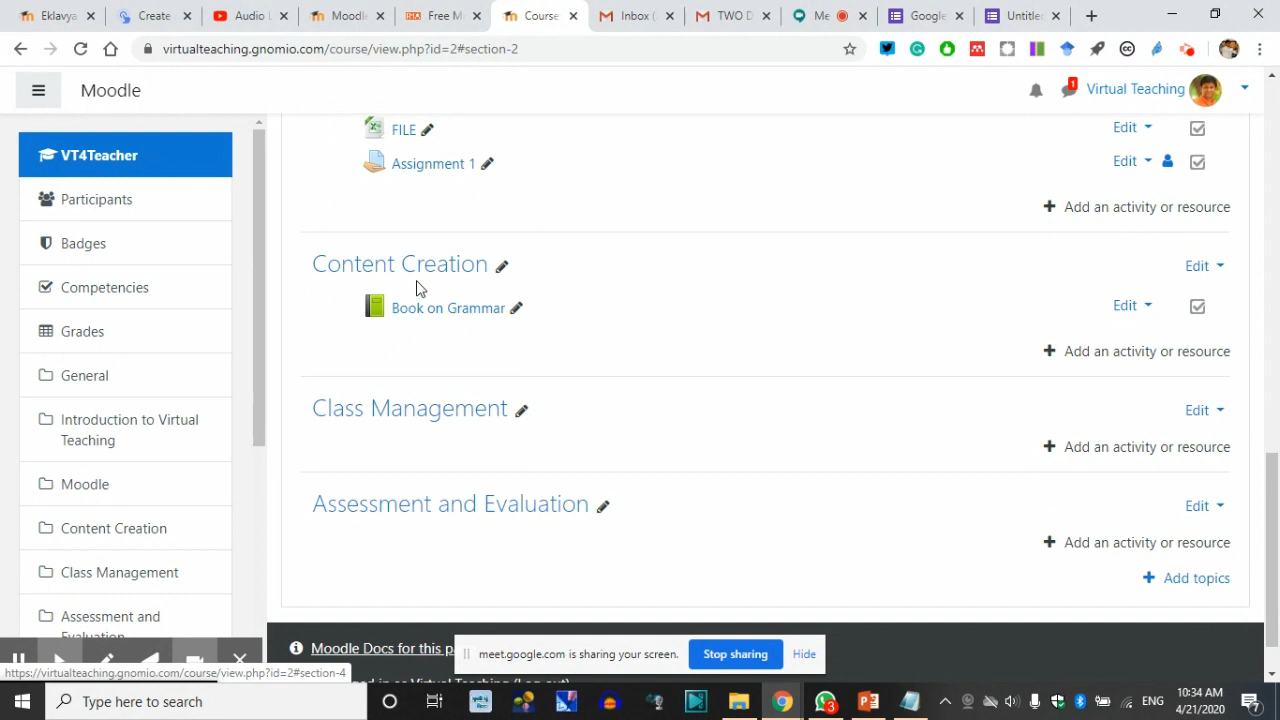 Eklavya
Create
Audio L
Moodle
Free M
Course
Inbox (
TWO D
Me
Google
Untitle
virtualteaching.gnomio.com/course/view.php?id=2#section-2
Moodle
1
Virtual Teaching
VT4Teacher
Participants
Badges
Competencies
Grades
General
Introduction to Virtual
Teaching
Moodle
Content Creation
Class Management
Assessment and
Evaluation
FILE
Edit
Assignment 1
Edit
Add an activity or resource
Content Creation
Edit
Book on Grammar
Edit
Add an activity or resource
Class Management
Edit
Add an activity or resource
Assessment and Evaluation
Edit
Add an activity or resource
Add topics
Moodle Docs for this pa
meet.google.com is sharing your screen.
Stop sharing
Hide
https://virtualteaching.gnomio.com/course/view.php?id=2#section-4
Type here to search
3
ENG
10:34 AM
4/21/2020
7